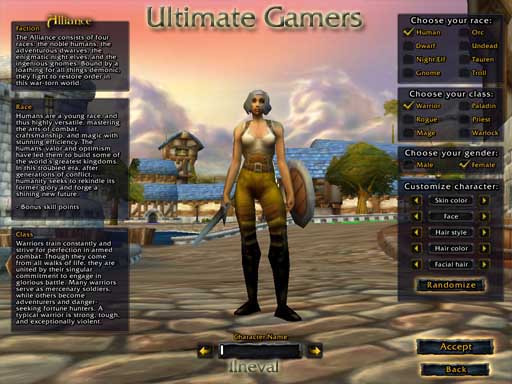 Ultimate Gamers
Alliance
Faction
The Alliance consists of four
races: the noble humans, the
adventurous dwarves, the
enigmatic night elves, and the
ingenious gnomes. Bound by a
loathing for all things demonic,
they fight to restore order in
this war-torn world.
Race
Humans are a young race, and
thus highly versatile, mastering
the arts of combat,
craftsmanship, and magic with
stunning efficiency. The
humans' valor and optimism
have led them to build some of
the world's greatest kingdoms.
In this troubled era, after
generations of conflict,
humanity seeks to rekindle its
former glory and forge a
shining new future.
- Bonus skill points
Class
Warriors train constantly and
strive for perfection in armed
combat. Though they come
from all walks of life, they are
united by their singular
commitment to engage in
glorious battle. Many warriors
serve as mercenary soldiers,
while others become
adventurers and danger-
seeking fortune hunters. A
typical warrior is strong, tough,
and exceptionally violent.
Choose your race:
Human Orc
Dwarf Undead
Night Elf Tauren
Gnome Troll
Choose your class:
Warrior Paladin
Rogue Priest
Mage Warlock
Choose your gender:
Male Female
Customize character:
Skin color
Face
Hair style
Hair color
Facial hair
Randomize
Character Name
Accept
Back